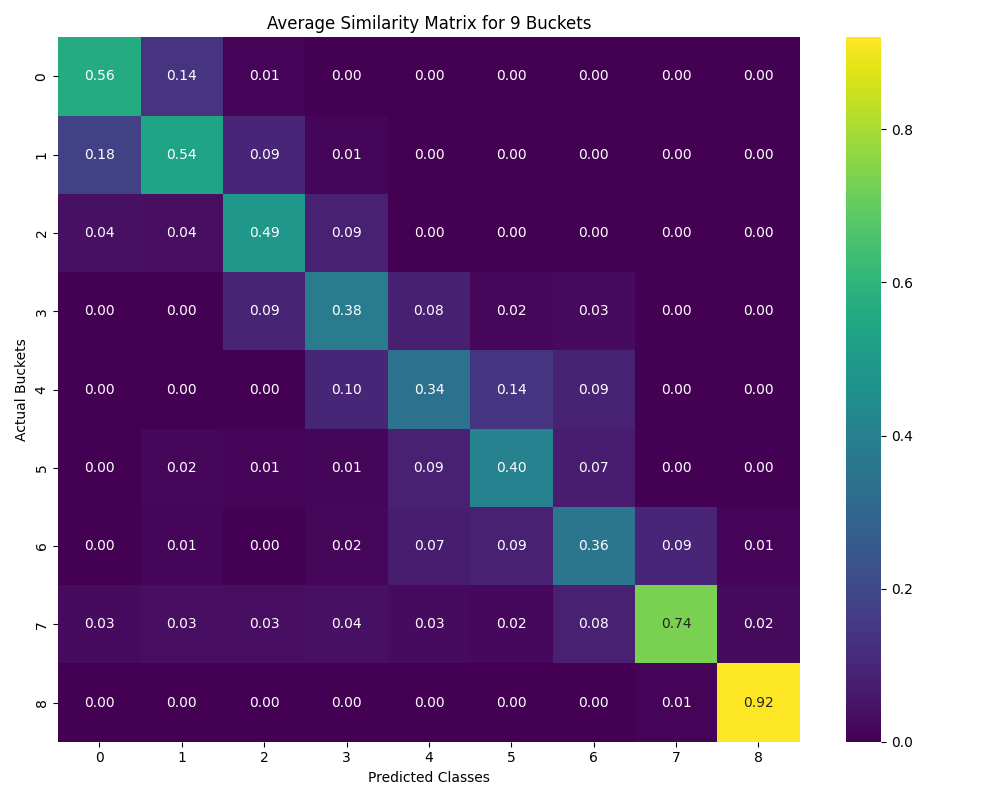 Average Similarity Matrix for 9 Buckets
0 0.56 0.14 0.01 0.00 0.00 0.00 0.00 0.00 0.00
1 0.18 0.54 0.09 0.01 0.00 0.00 0.00 0.00 0.00
2 0.04 0.04 0.49 0.09 0.00 0.00 0.00 0.00 0.00
3 0.00 0.00 0.09 0.38 0.08 0.02 0.03 0.00 0.00
4 0.00 0.00 0.00 0.10 0.34 0.14 0.09 0.00 0.00
5 0.00 0.02 0.01 0.01 0.09 0.40 0.07 0.00 0.00
6 0.00 0.01 0.00 0.02 0.07 0.09 0.36 0.09 0.01
7 0.03 0.03 0.03 0.04 0.03 0.02 0.08 0.74 0.02
8 0.00 0.00 0.00 0.00 0.00 0.00 0.00 0.01 0.92
0 1 2 3 4 5 6 7 8
Predicted Classes
Actual Buckets
0.8
0.6
0.4
0.2
0.0